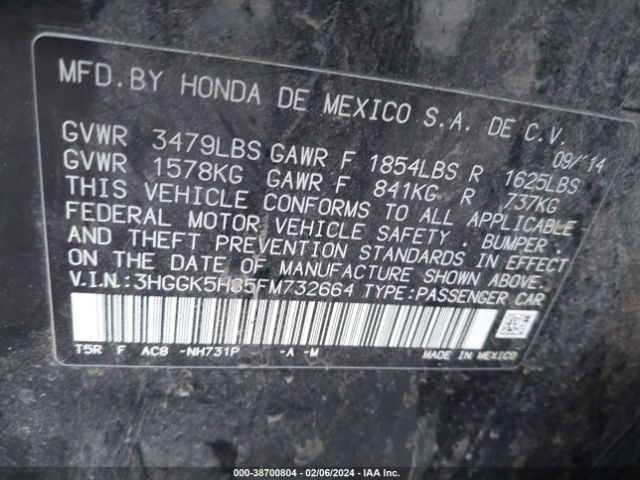 MFD.BY HONDA DE MEXICO S.A. DE C.V.
09/'14
GVWR 3479LBS GAWR F 1854LBS R 1625LBS
GVWR 1578KG GAWR F 841KG R 737KG
THIS VEHICLE CONFORMS TO ALL APPLICABLE
FEDERAL MOTOR VEHICLE SAFETY , BUMPER ,
AND THEFT PREVENTION STANDARDS IN EFFECT
ON THE DATE OF MANUFACTURE SHOWN ABOVE.
V.I.N.:3HGGK5H85FM732664 TYPE:PASSENGER CAR
T5R F AC8 -NH731P -A -M MADE IN MEXICO
000-38700804 | 02/06/2024 | IAA Inc.